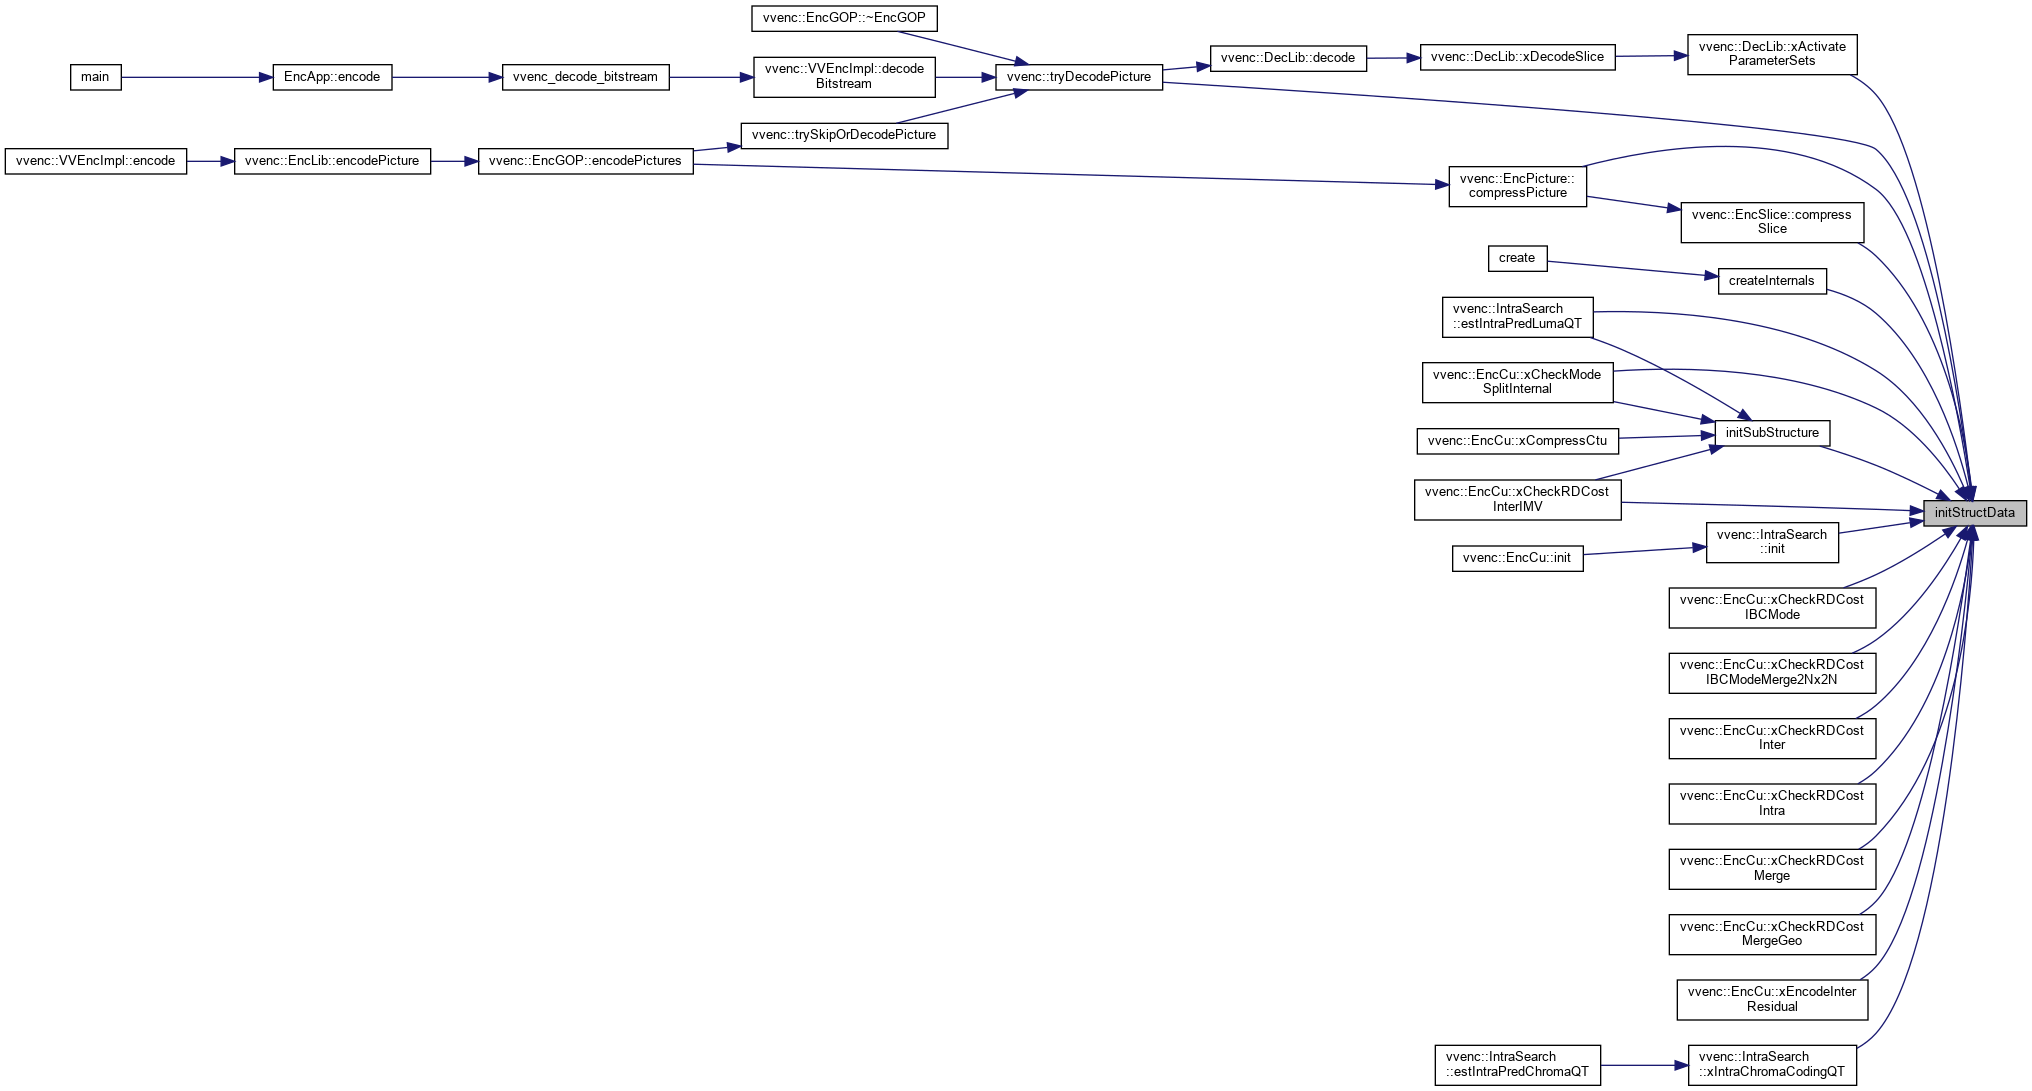 vvenc::EncGOP::~EncGOP
main
EncApp::encode
vvenc_decode_bitstream
vvenc::VVEncImpl::decode
Bitstream
vvenc::tryDecodePicture
vvenc::DecLib::decode
vvenc::DecLib::xDecodeSlice
vvenc::DecLib::xActivate
ParameterSets
vvenc::trySkipOrDecodePicture
vvenc::VVEncImpl::encode
vvenc::EncLib::encodePicture
vvenc::EncGOP::encodePictures
vvenc::EncPicture::
compressPicture
vvenc::EncSlice::compress
Slice
create
createInternals
vvenc::IntraSearch
::estIntraPredLumaQT
vvenc::EncCu::xCheckMode
SplitInternal
vvenc::EncCu::xCompressCtu
initSubStructure
vvenc::EncCu::xCheckRDCost
InterIMV
initStructData
vvenc::IntraSearch
::init
vvenc::EncCu::init
vvenc::EncCu::xCheckRDCost
IBCMode
vvenc::EncCu::xCheckRDCost
IBCModeMerge2Nx2N
vvenc::EncCu::xCheckRDCost
Inter
vvenc::EncCu::xCheckRDCost
Intra
vvenc::EncCu::xCheckRDCost
Merge
vvenc::EncCu::xCheckRDCost
MergeGeo
vvenc::EncCu::xEncodeInter
Residual
vvenc::IntraSearch
::estIntraPredChromaQT
vvenc::IntraSearch
::xIntraChromaCodingQT